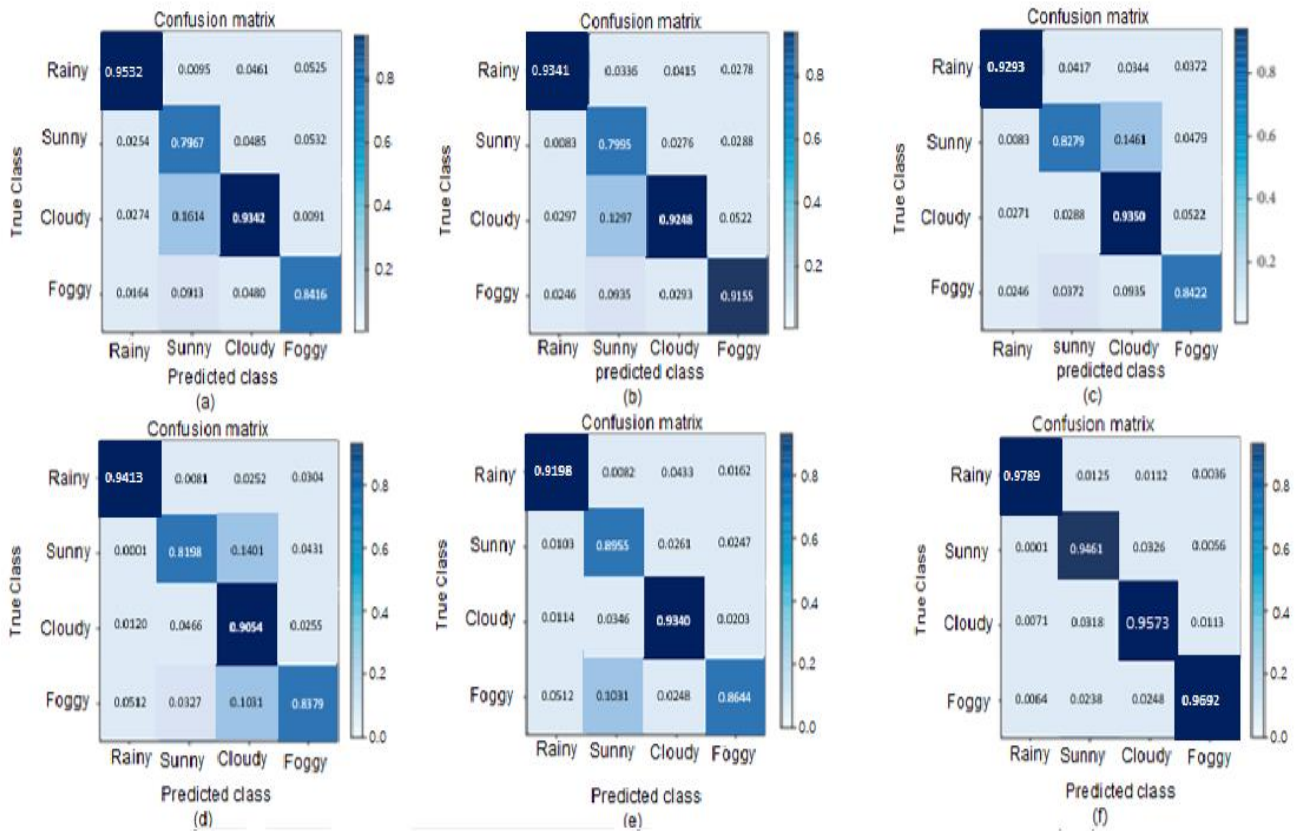 Confusion matrix
Rainy 0.9532 0.0095 0.0461 0.0525
Sunny 0.0254 0.7967 0.0485 0.0532
Cloudy 0.0274 0.1614 0.9342 0.0091
Foggy 0.0164 0.0913 0.0480 0.8416
Rainy Sunny Cloudy Foggy
True Class
Predicted class
0.8
0.6
0.4
0.2
(a)
Confusion matrix
Rainy 0.9341 0.0336 0.0415 0.0278
Sunny 0.0083 0.7995 0.0276 0.0288
Cloudy 0.0297 0.1297 0.9248 0.0522
Foggy 0.0246 0.0935 0.0293 0.9155
Rainy Sunny Cloudy Foggy
True Class
predicted class
0.8
0.6
0.4
0.2
(b)
Confusion matrix
Rainy 0.9293 0.0417 0.0344 0.0372
Sunny 0.0083 0.8279 0.1461 0.0479
Cloudy 0.0271 0.0288 0.9350 0.0522
Foggy 0.0246 0.0372 0.0935 0.8422
Rainy sunny Cloudy Foggy
True Class
predicted class
0.8
0.6
0.4
0.2
(c)
Confusion matrix
Rainy 0.9413 0.0081 0.0252 0.0304
Sunny 0.0001 0.8198 0.1401 0.0431
Cloudy 0.0120 0.0466 0.9054 0.0255
Foggy 0.0512 0.0327 0.1031 0.8379
Rainy Sunny Cloudy Foggy
True Class
Predicted class
0.8
0.6
0.4
0.2
0.0
(d)
Confusion matrix
Rainy 0.9198 0.0082 0.0433 0.0162
Sunny 0.0103 0.8955 0.0261 0.0247
Cloudy 0.0114 0.0346 0.9340 0.0203
Foggy 0.0512 0.1031 0.0248 0.8644
Rainy Sunny Cloudy Foggy
True Class
Predicted class
0.8
0.6
0.4
0.2
0.0
(e)
Confusion matrix
Rainy 0.9789 0.0125 0.0112 0.0036
Sunny 0.0001 0.9461 0.0326 0.0056
Cloudy 0.0071 0.0318 0.9573 0.0113
Foggy 0.0064 0.0238 0.0248 0.9692
Rainy Sunny Cloudy Foggy
True Class
Predicted class
0.8
0.6
0.4
0.2
0.0
(f)